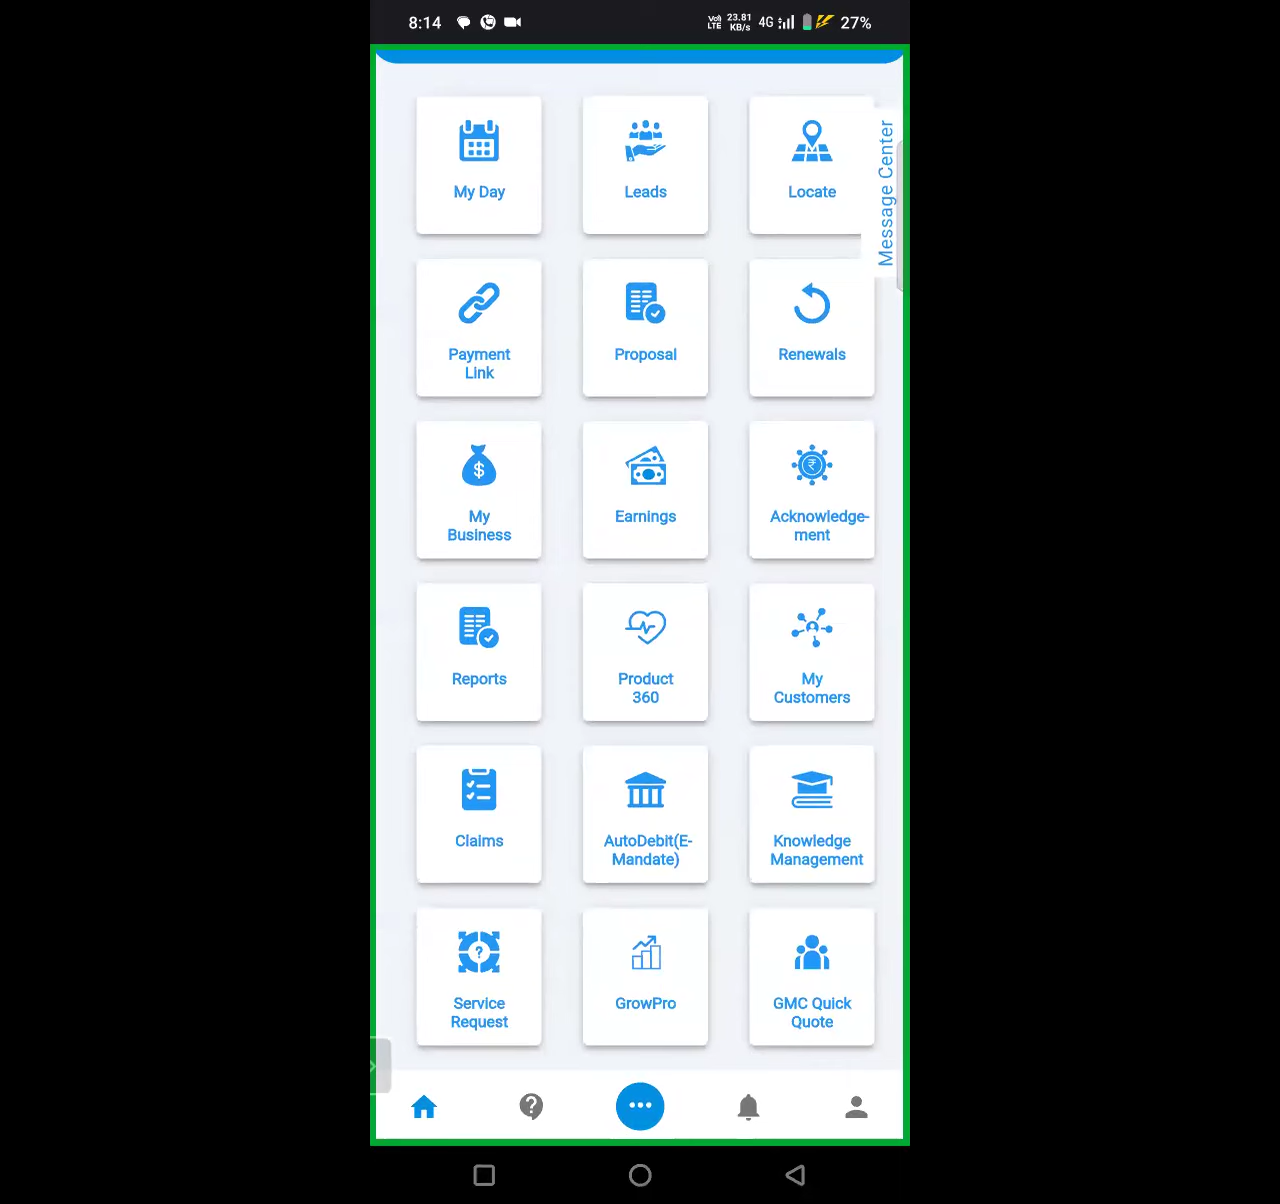 8:14
Vo) LTE 23.81 KB/s 4G 27%
My Day
Leads
Locate
Message Center
Payment
Link
Proposal
Renewals
My
Business
Earnings
Acknowledge-
ment
Reports
Product
360
My
Customers
Claims
AutoDebit(E-
Mandate)
Knowledge
Management
Service
Request
GrowPro
GMC Quick
Quote